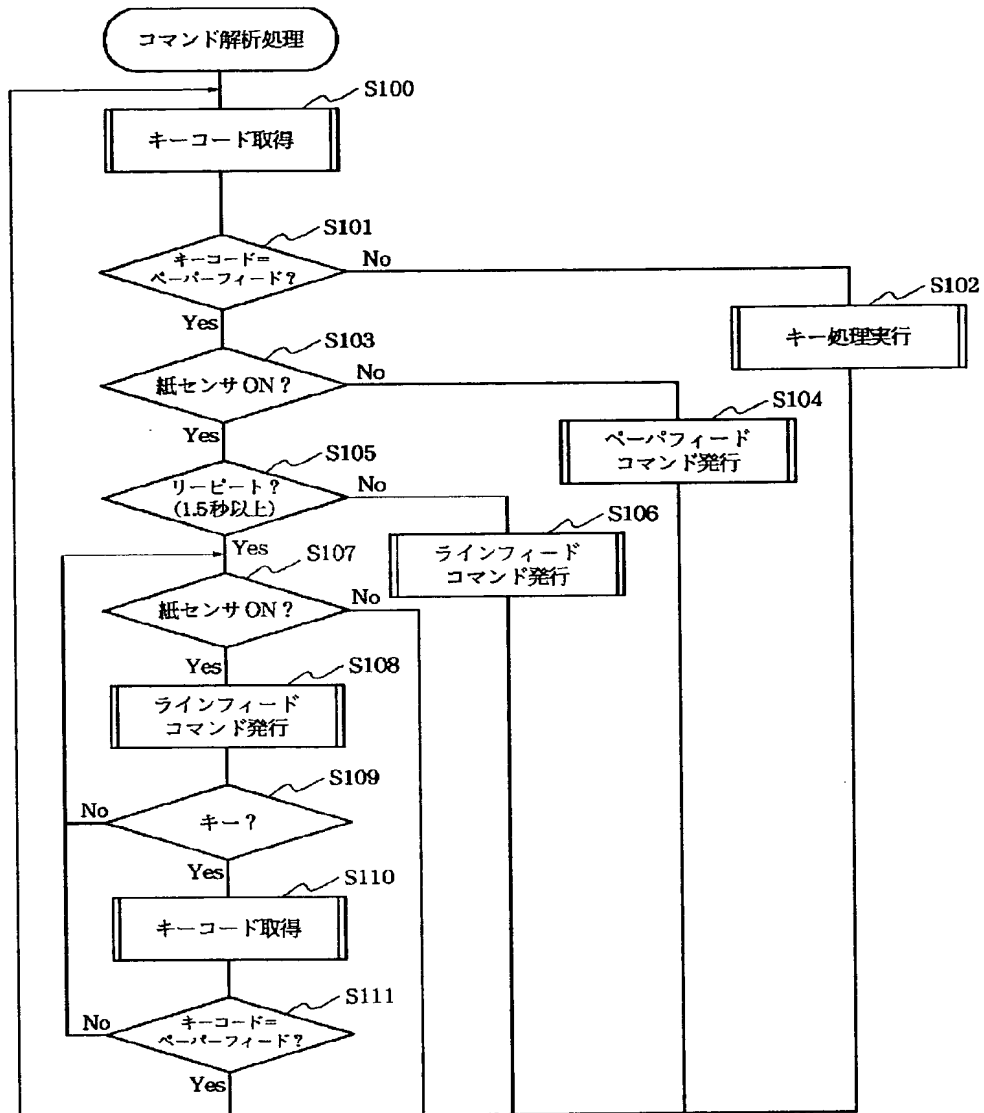 コマンド解析処理
S100
キーコード取得
S101
キーコード=
ペーパーフィード?
No
Yes
S102
キー処理実行
S103
紙センサON?
No
Yes
S104
ペーパフィード
コマンド発行
S105
リーピート?
(1.5秒以上)
No
Yes
S106
ラインフィード
コマンド発行
S107
紙センサON?
No
Yes
S108
ラインフィード
コマンド発行
S109
キー?
No
Yes
S110
キーコード取得
S111
キーコード=
ペーパーフィード?
No
Yes